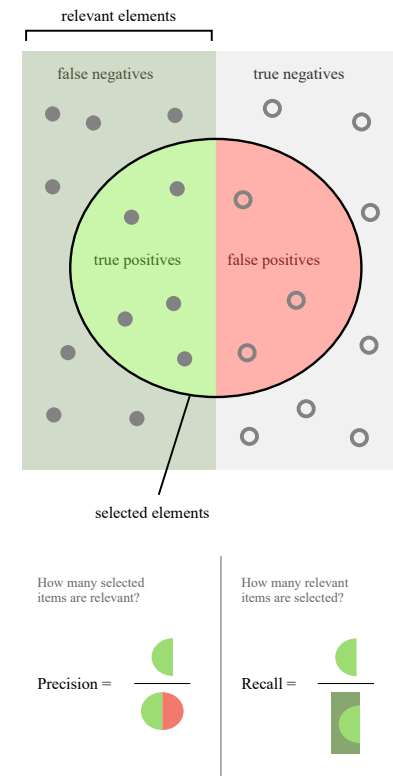 relevant elements
false negatives
true negatives
true positives
false positives
selected elements
How many selected
items are relevant?
How many relevant
items are selected?
Precision =
Recall =